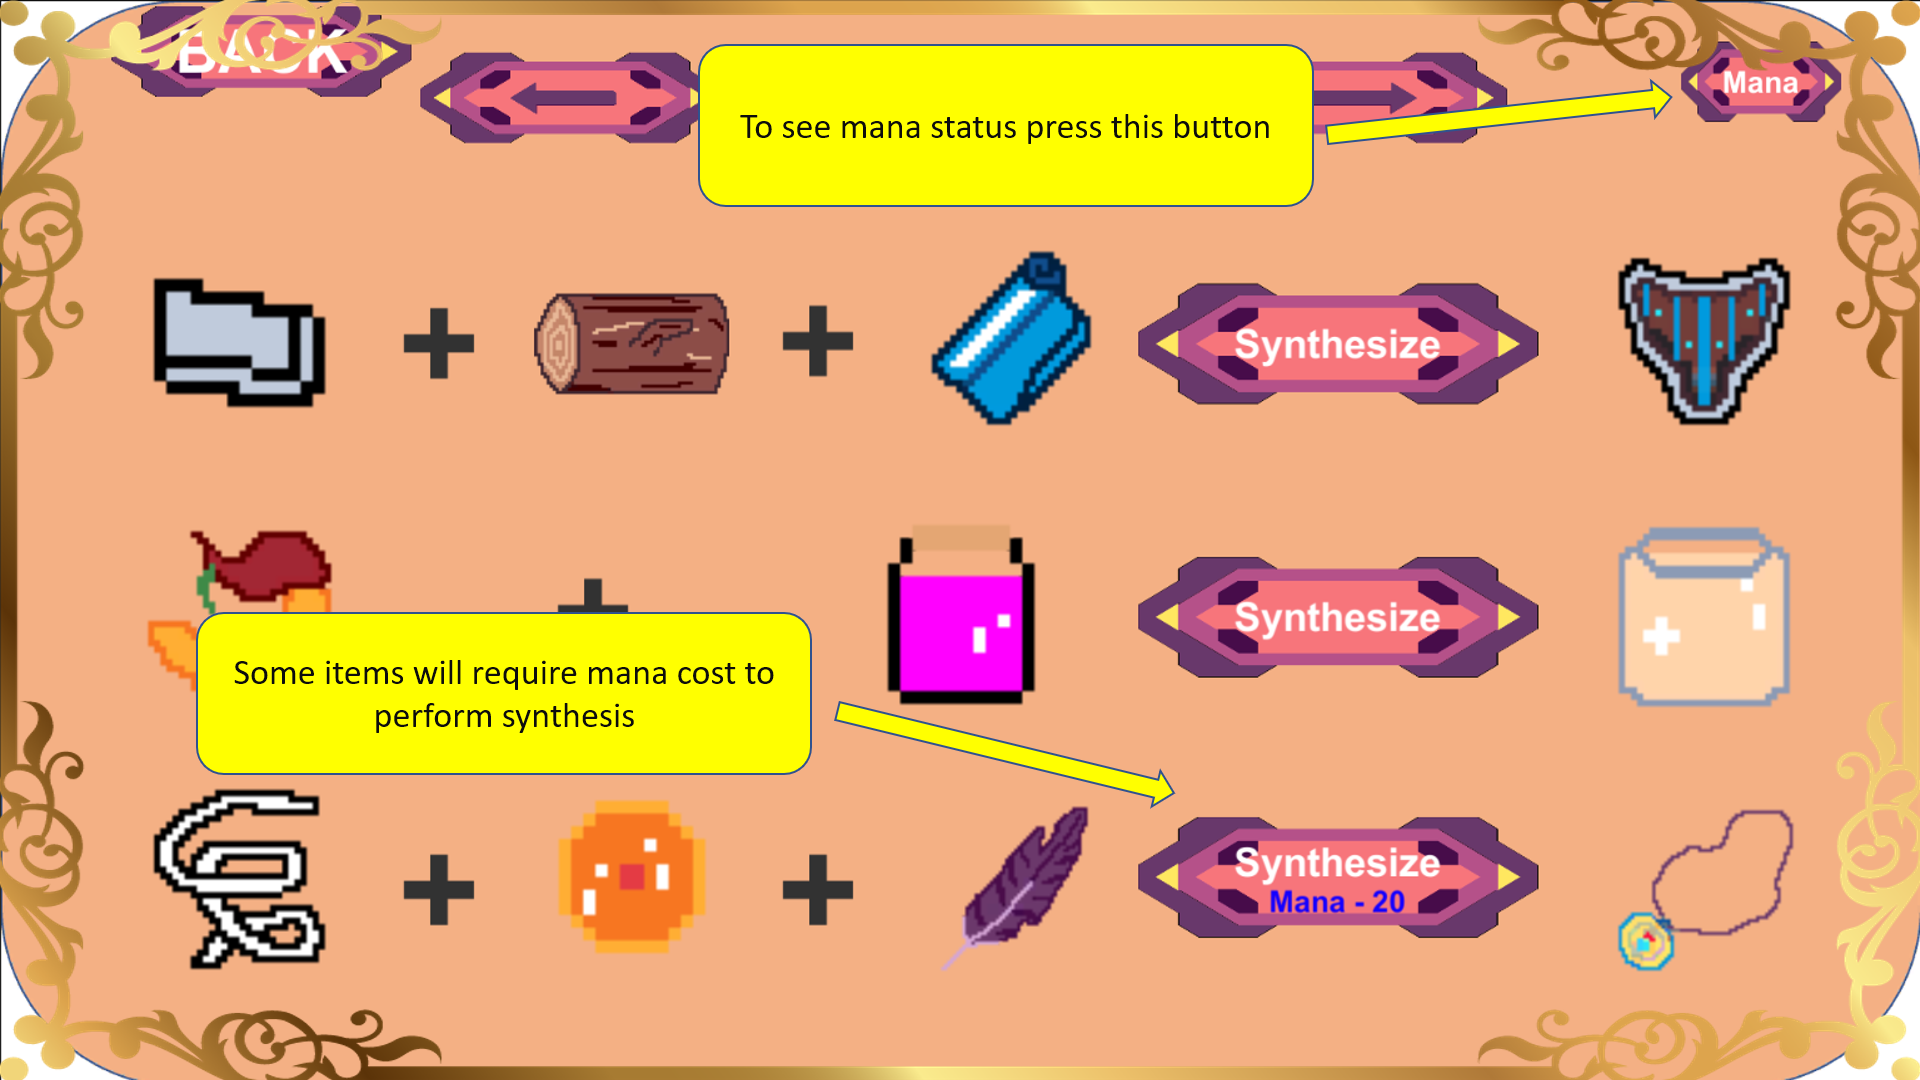 BACK
To see mana status press this button
Mana
Synthesize
Synthesize
Some items will require mana cost to
perform synthesis
Synthesize
Mana - 20